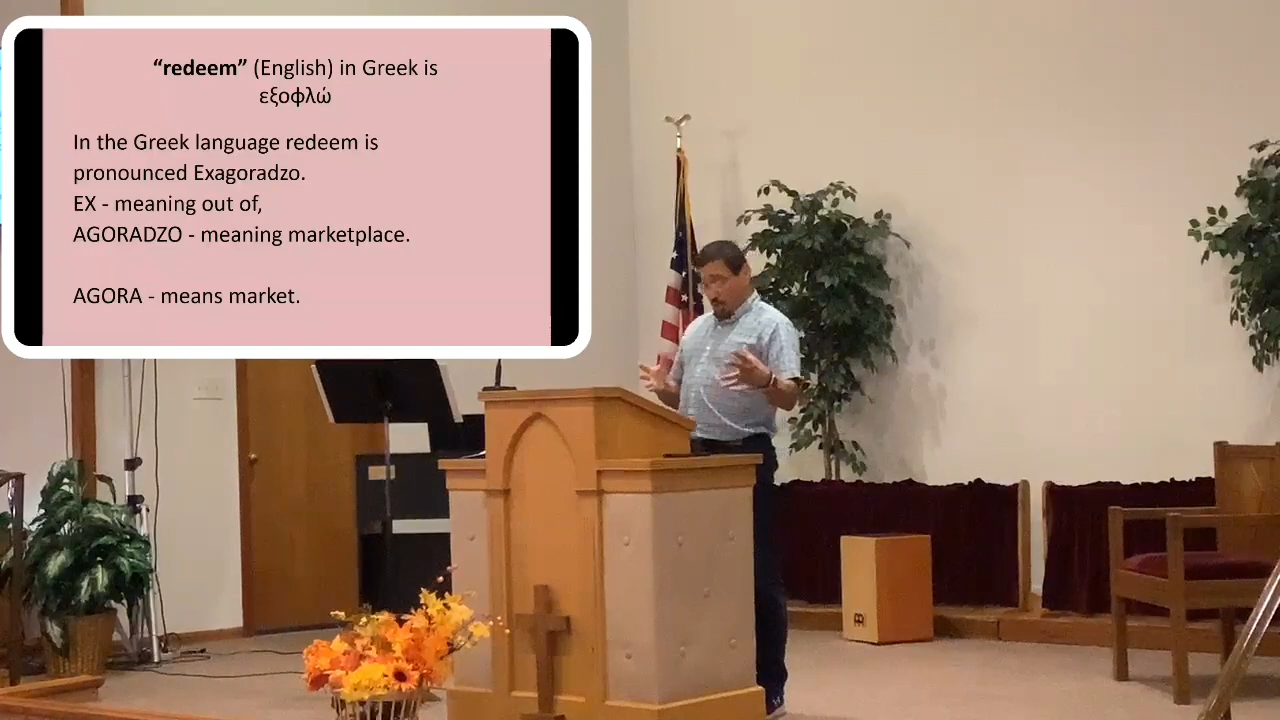 “redeem” (English) in Greek is
εξοφλώ
In the Greek language redeem is
pronounced Exagoradzo.
EX - meaning out of,
AGORADZO - meaning marketplace.
AGORA - means market.